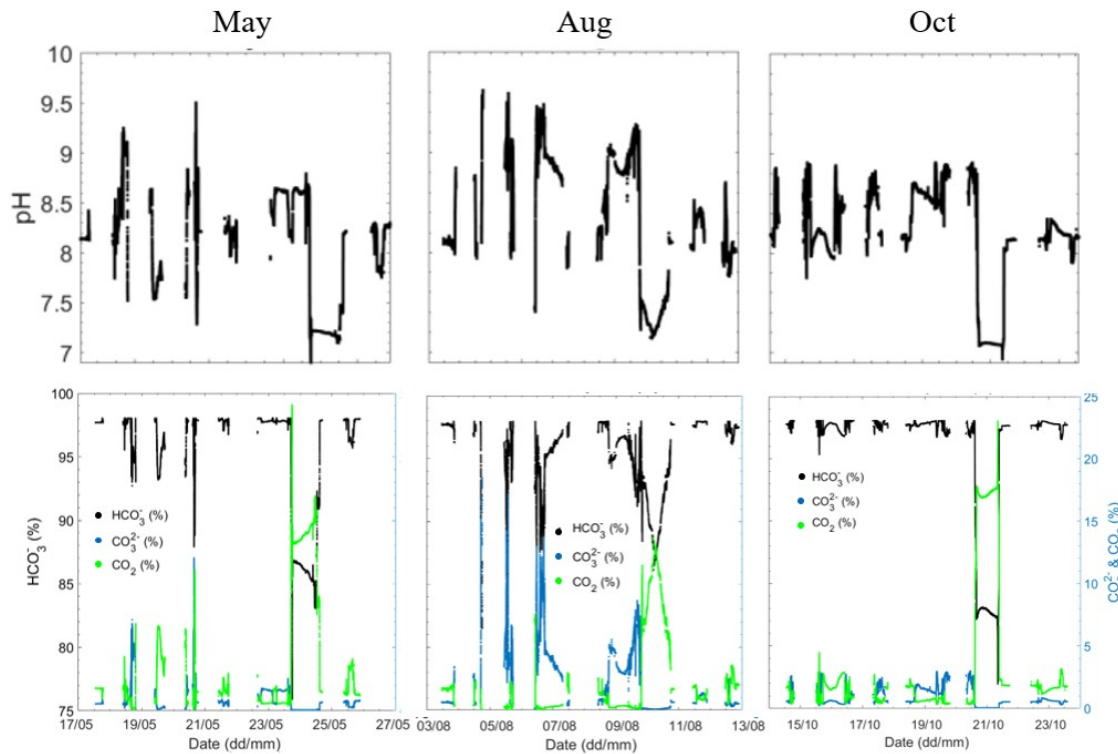 May Aug Oct
10
9.5
9
8.5
8
7.5
7
pH
100
95
90
85
80
75
HCO₃⁻ (%)
HCO₃⁻ (%)
CO₃²⁻ (%)
CO₂ (%)
HCO₃⁻ (%)
CO₃²⁻ (%)
CO₂ (%)
HCO₃⁻ (%)
CO₃²⁻ (%)
CO₂ (%)
25
20
15
10
5
0
CO₃²⁻ & CO₂ (%)
17/05 19/05 21/05 23/05 25/05 27/05
03/08 05/08 07/08 09/08 11/08 13/08
15/10 17/10 19/10 21/10 23/10
Date (dd/mm) Date (dd/mm) Date (dd/mm)